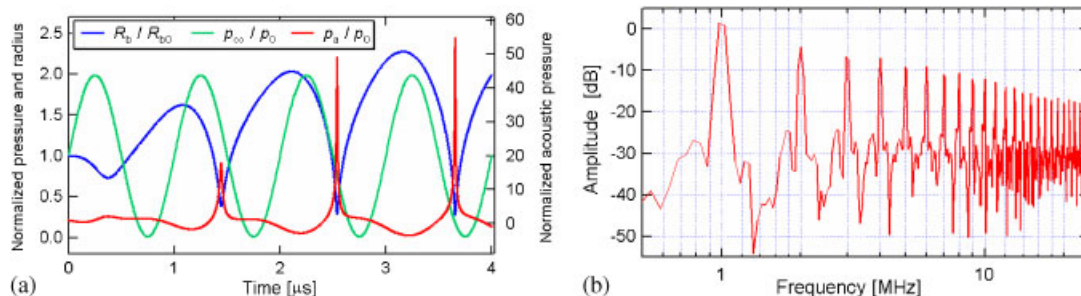 R_b / R_b0
p_∞ / p_0
p_a / p_0
Normalized pressure and radius
2.5
2.0
1.5
1.0
0.5
0.0
60
50
40
30
20
10
0
Normalized acoustic pressure
0
1
2
3
4
Time [μs]
(a)
Amplitude [dB]
0
-10
-20
-30
-40
-50
1
10
Frequency [MHz]
(b)